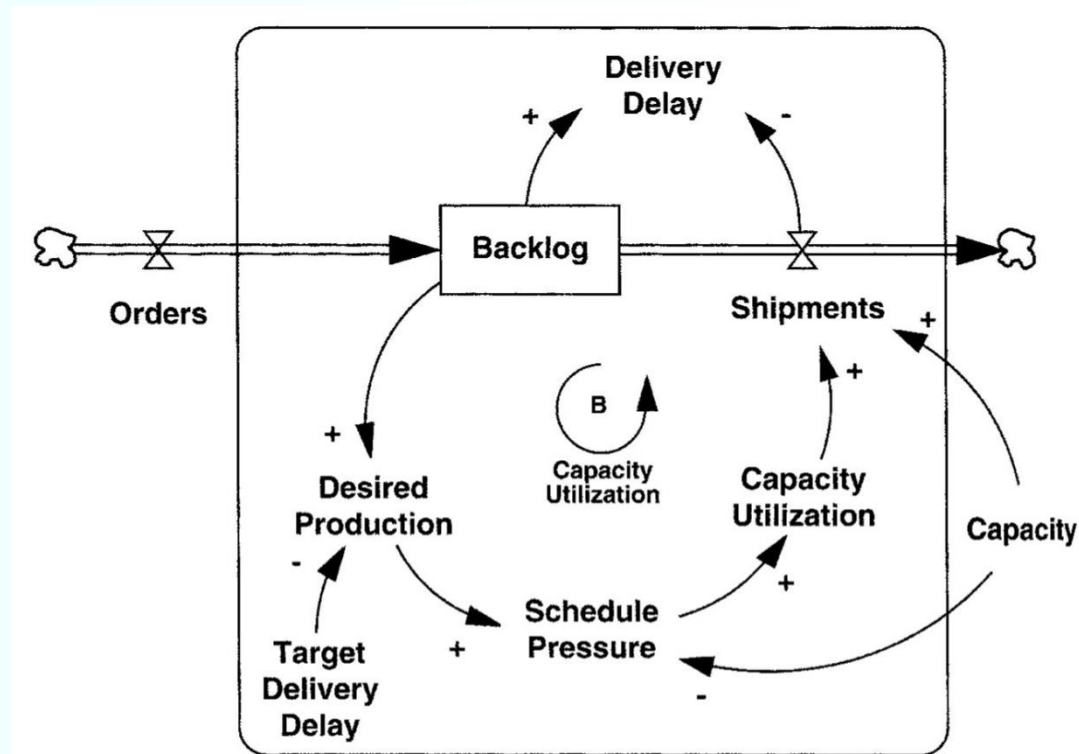 Delivery
Delay
+
-
Backlog
Orders
Shipments
+
B
+
Capacity
Utilization
+
Desired
Production
Capacity
Utilization
Capacity
-
+
Schedule
Pressure
+
Target
Delivery
Delay
-